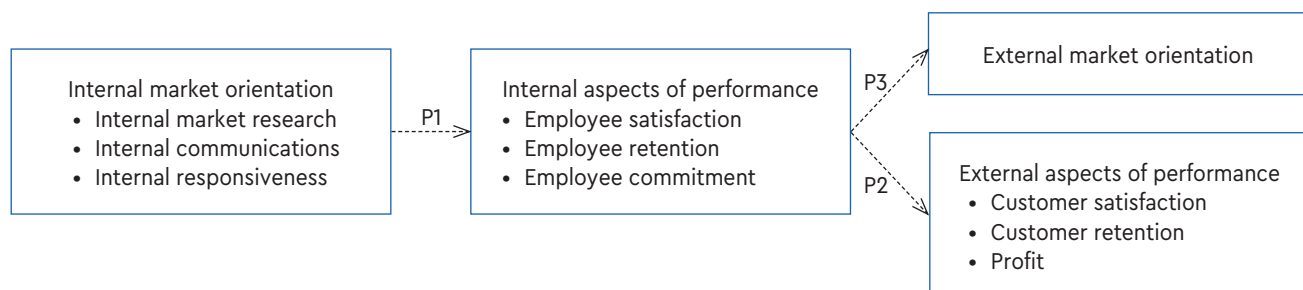 Internal market orientation
• Internal market research
• Internal communications
• Internal responsiveness
P1
Internal aspects of performance
• Employee satisfaction
• Employee retention
• Employee commitment
P3
P2
External market orientation
External aspects of performance
• Customer satisfaction
• Customer retention
• Profit